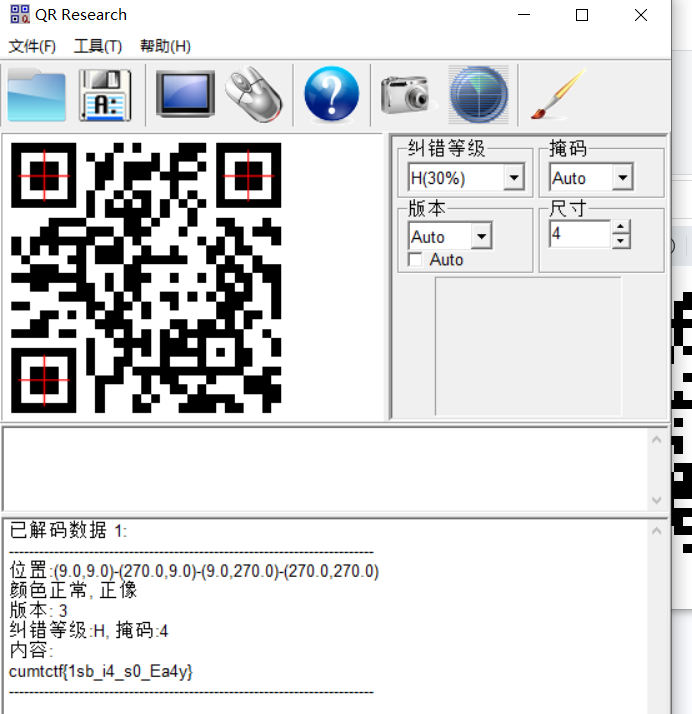 QR Research
文件(F) 工具(T) 帮助(H)
A:
?
纠错等级 掩码
H(30%) Auto
版本 尺寸
Auto 4
Auto
已解码数据 1:
---------------------------------------------------------------------------
位置:(9.0,9.0)-(270.0,9.0)-(9.0,270.0)-(270.0,270.0)
颜色正常, 正像
版本: 3
纠错等级:H, 掩码:4
内容:
cumtctf{1sb_i4_s0_Ea4y}
---------------------------------------------------------------------------